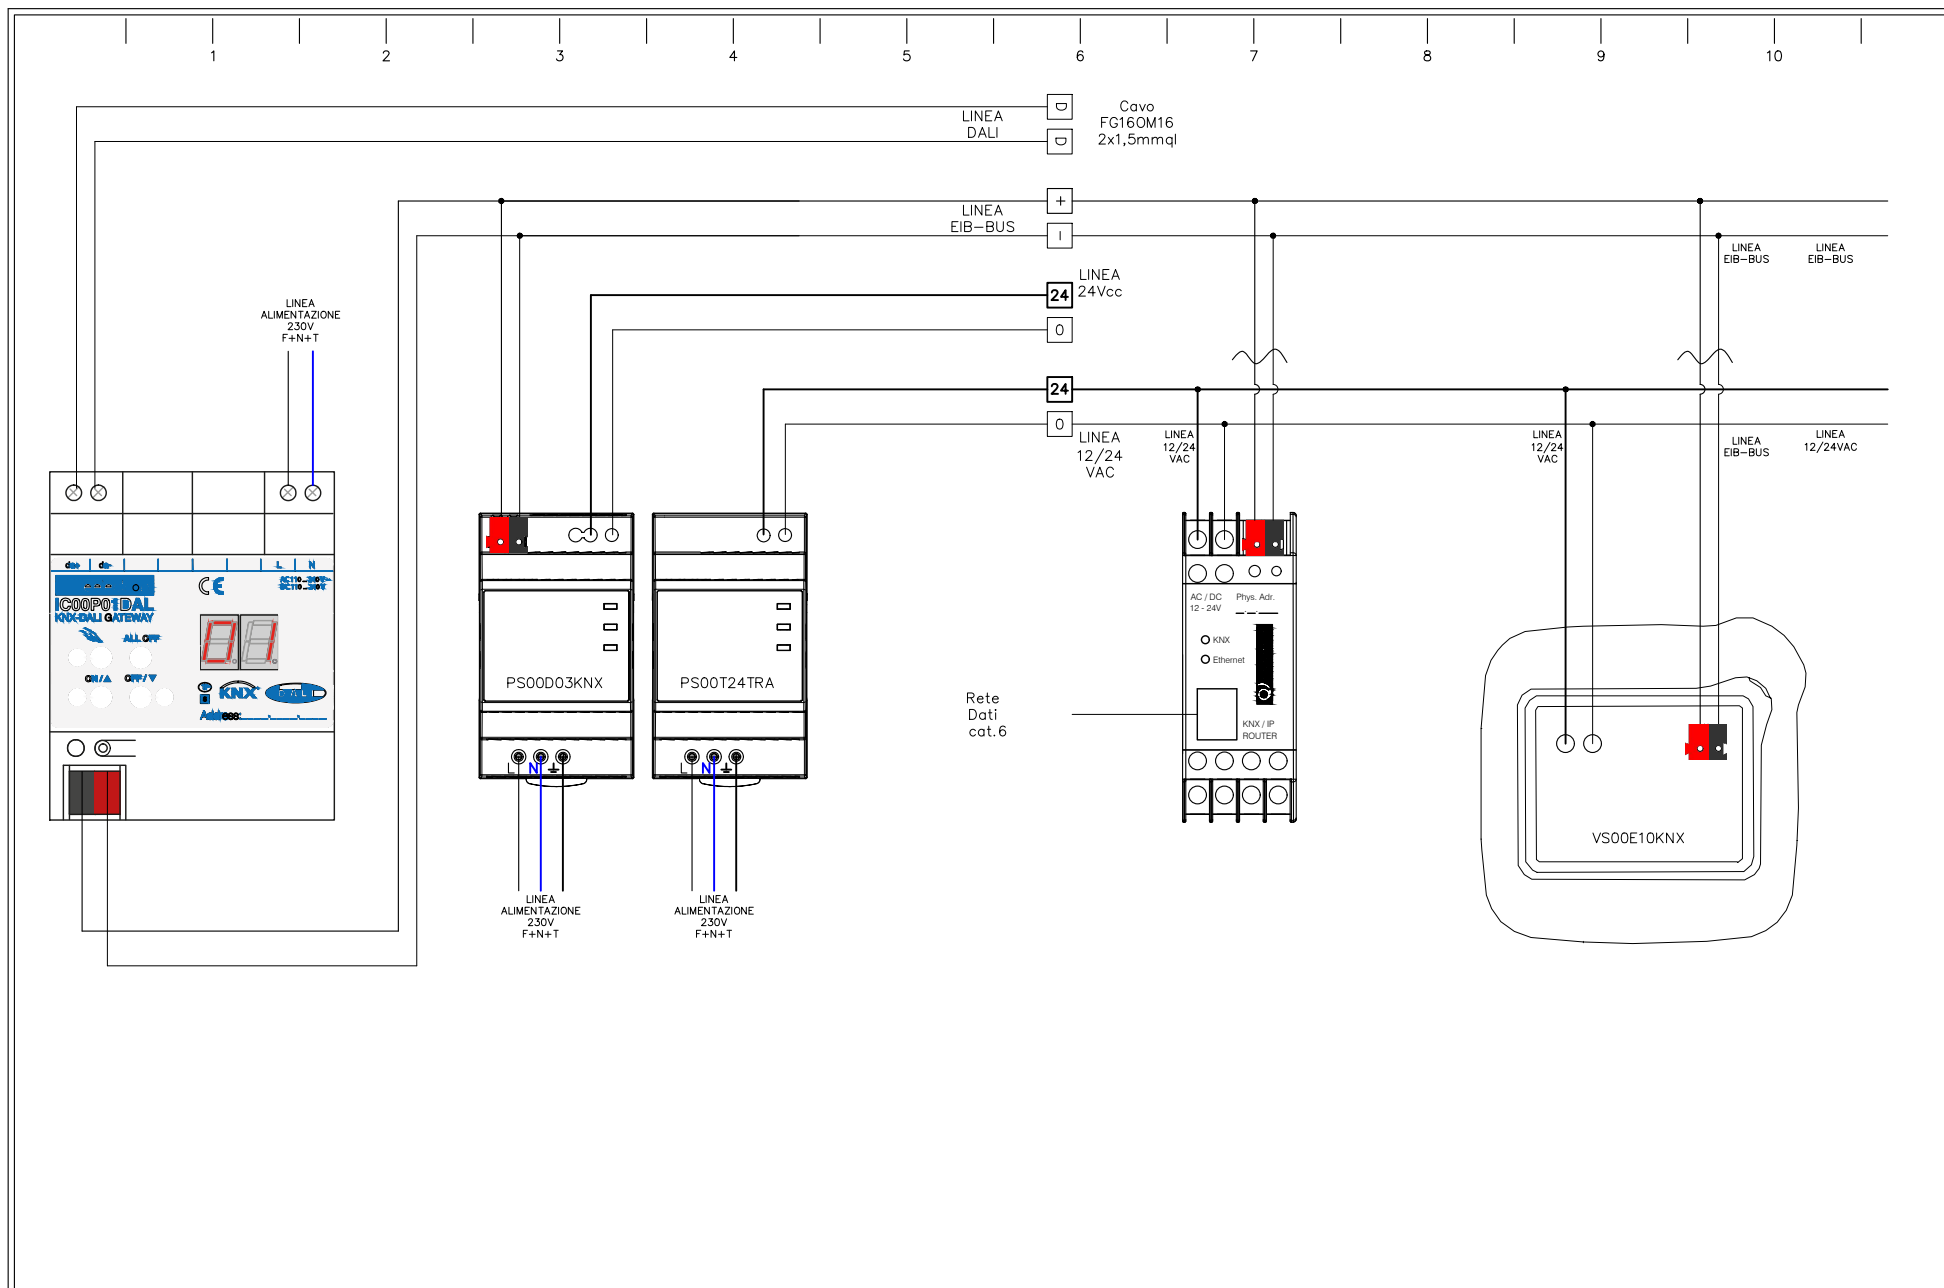 1 2 3 4 5 6 7 8 9 10
LINEA
DALI
D
D
Cavo
FG16OM16
2x1,5mmql
LINEA
EIB-BUS
+
-
LINEA
EIB-BUS
LINEA
EIB-BUS
24
LINEA
24Vcc
0
LINEA
ALIMENTAZIONE
230V
F+N+T
24
0
LINEA
12/24
VAC
LINEA
12/24
VAC
LINEA
12/24
VAC
LINEA
EIB-BUS
LINEA
12/24VAC
da+ da- L N
IC00P01DAL
KNX-DALI GATEWAY
CE
ALL OFF
ON/▲ OFF/▼
01
KNX
Address:
PS00D03KNX
L N
LINEA
ALIMENTAZIONE
230V
F+N+T
PS00T24TRA
L N
LINEA
ALIMENTAZIONE
230V
F+N+T
Rete
Dati
cat.6
AC / DC
12 - 24V
Phys. Adr.
KNX
Ethernet
KNX / IP
ROUTER
VS00E10KNX